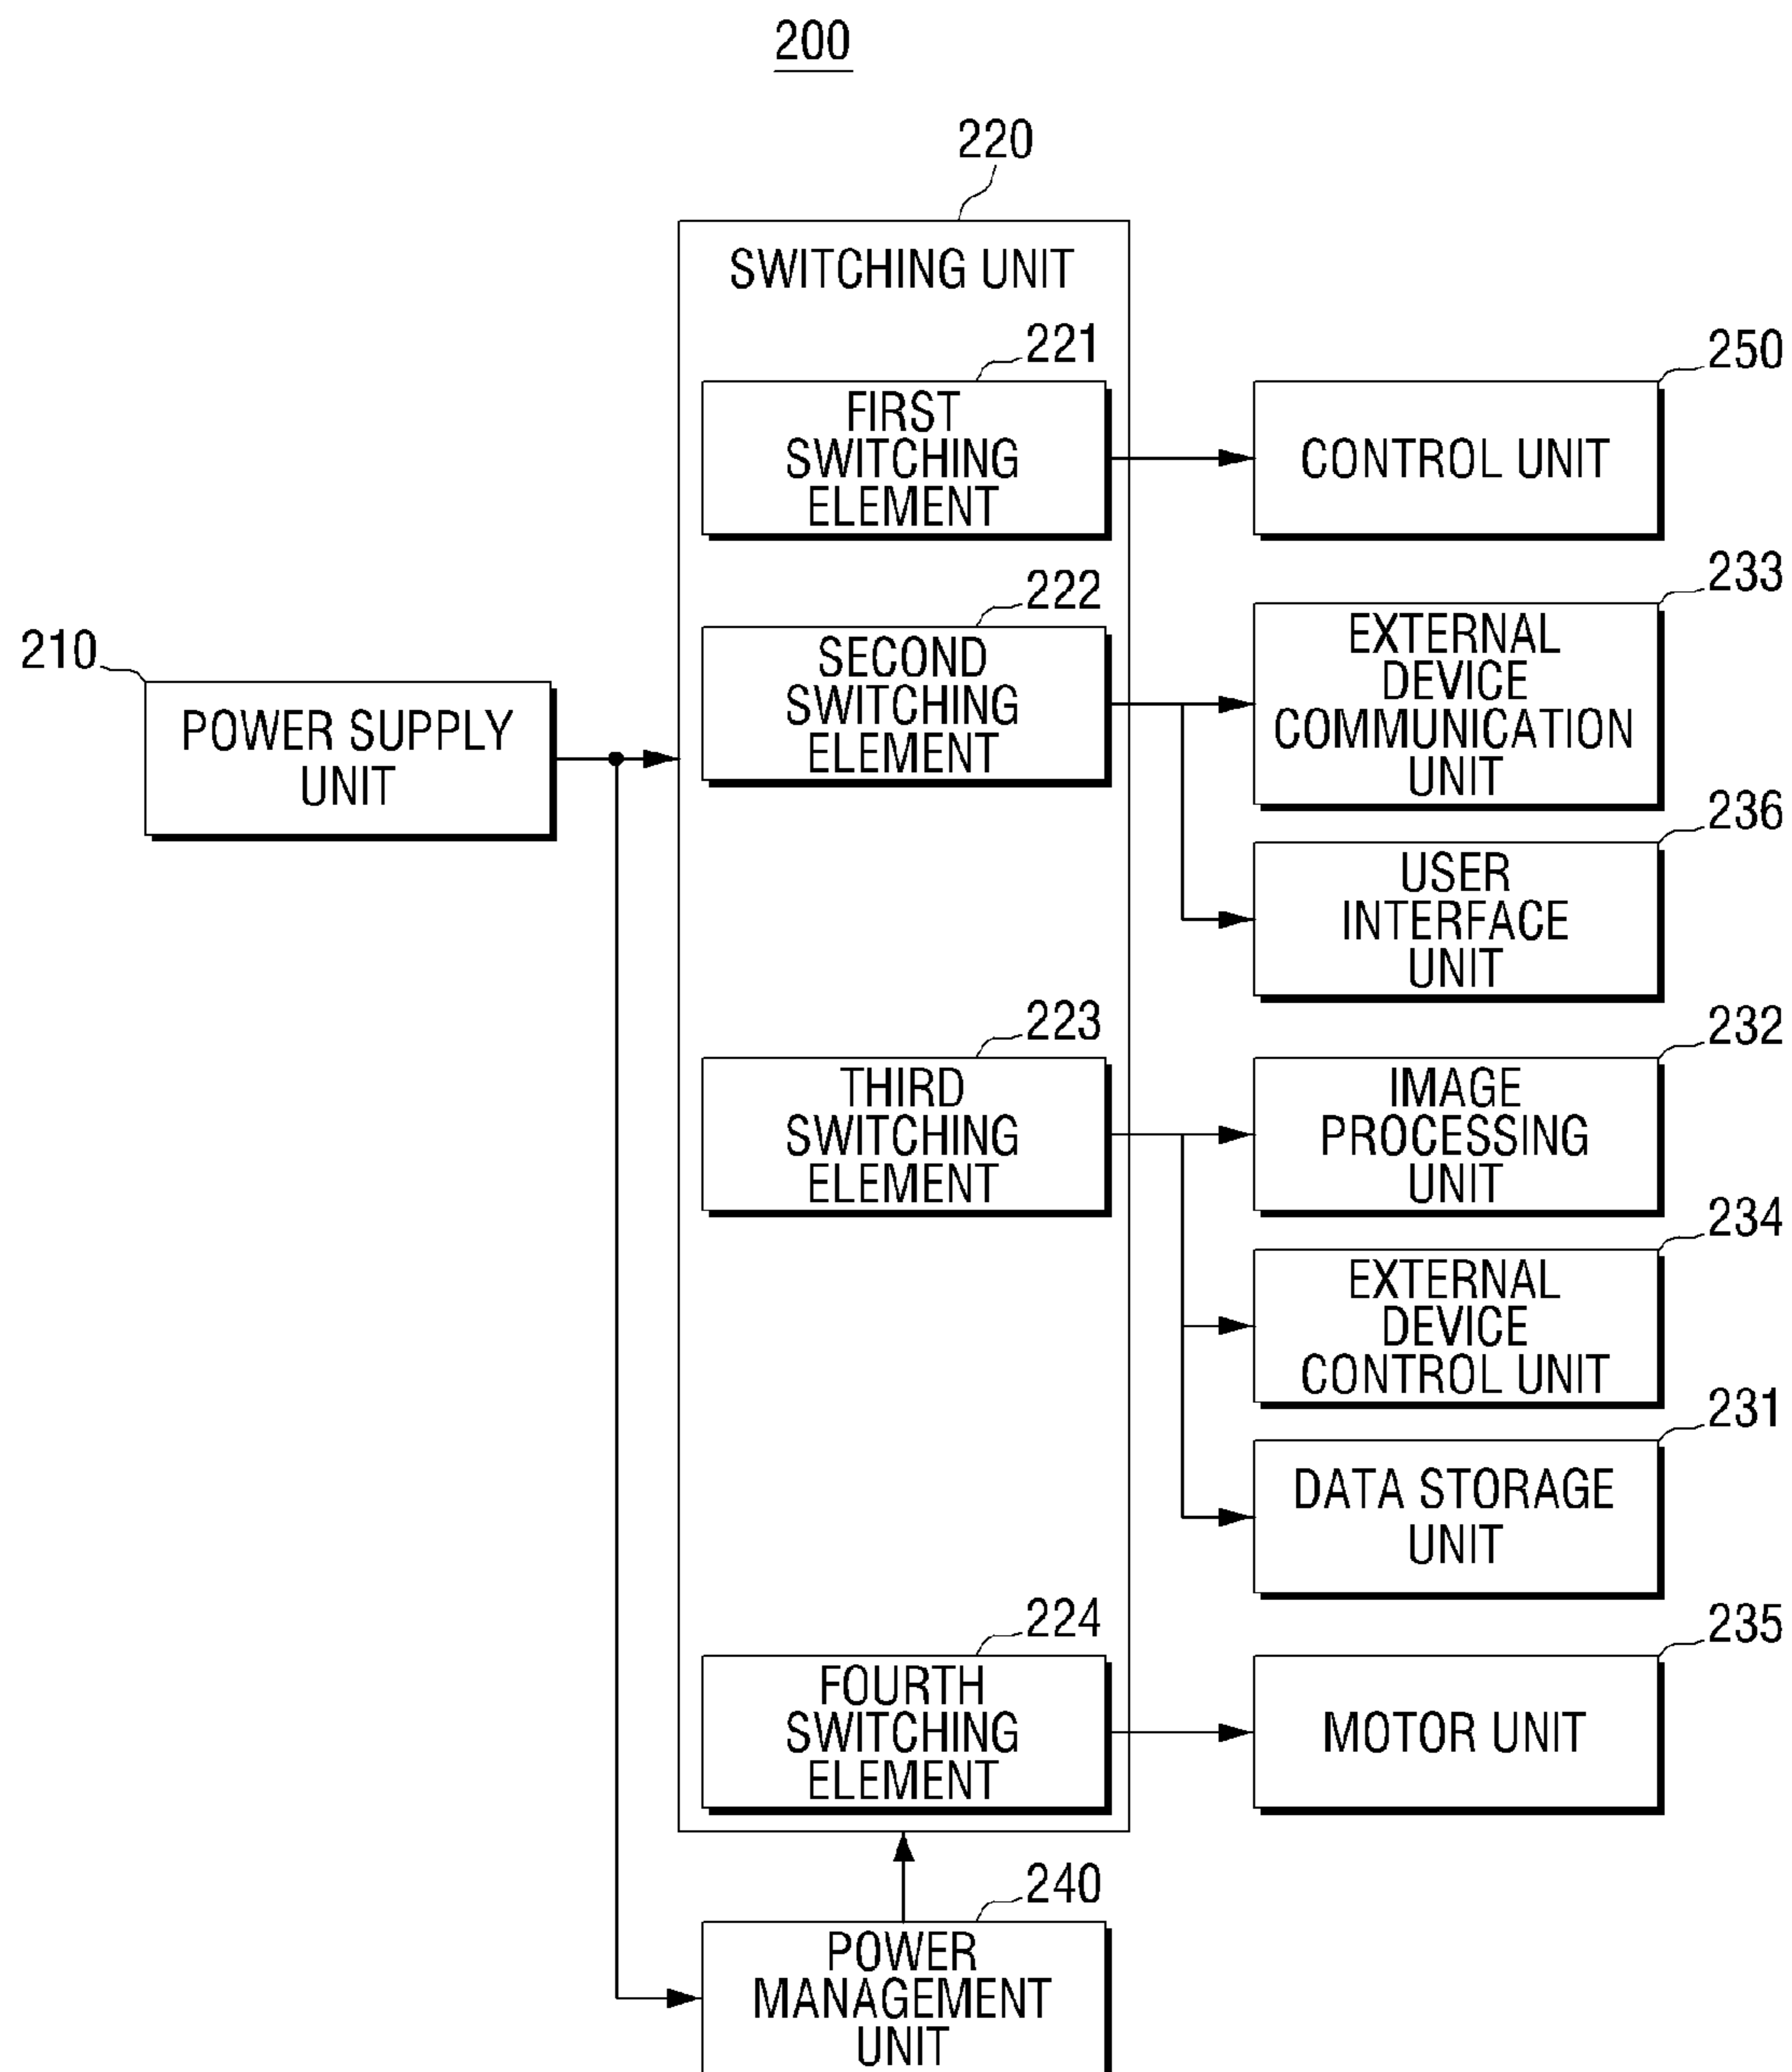 200
220
SWITCHING UNIT
221
FIRST
SWITCHING
ELEMENT
250
CONTROL UNIT
222
SECOND
SWITCHING
ELEMENT
233
EXTERNAL
DEVICE
COMMUNICATION
UNIT
210
POWER SUPPLY
UNIT
236
USER
INTERFACE
UNIT
223
THIRD
SWITCHING
ELEMENT
232
IMAGE
PROCESSING
UNIT
234
EXTERNAL
DEVICE
CONTROL UNIT
231
DATA STORAGE
UNIT
224
FOURTH
SWITCHING
ELEMENT
235
MOTOR UNIT
240
POWER
MANAGEMENT
UNIT